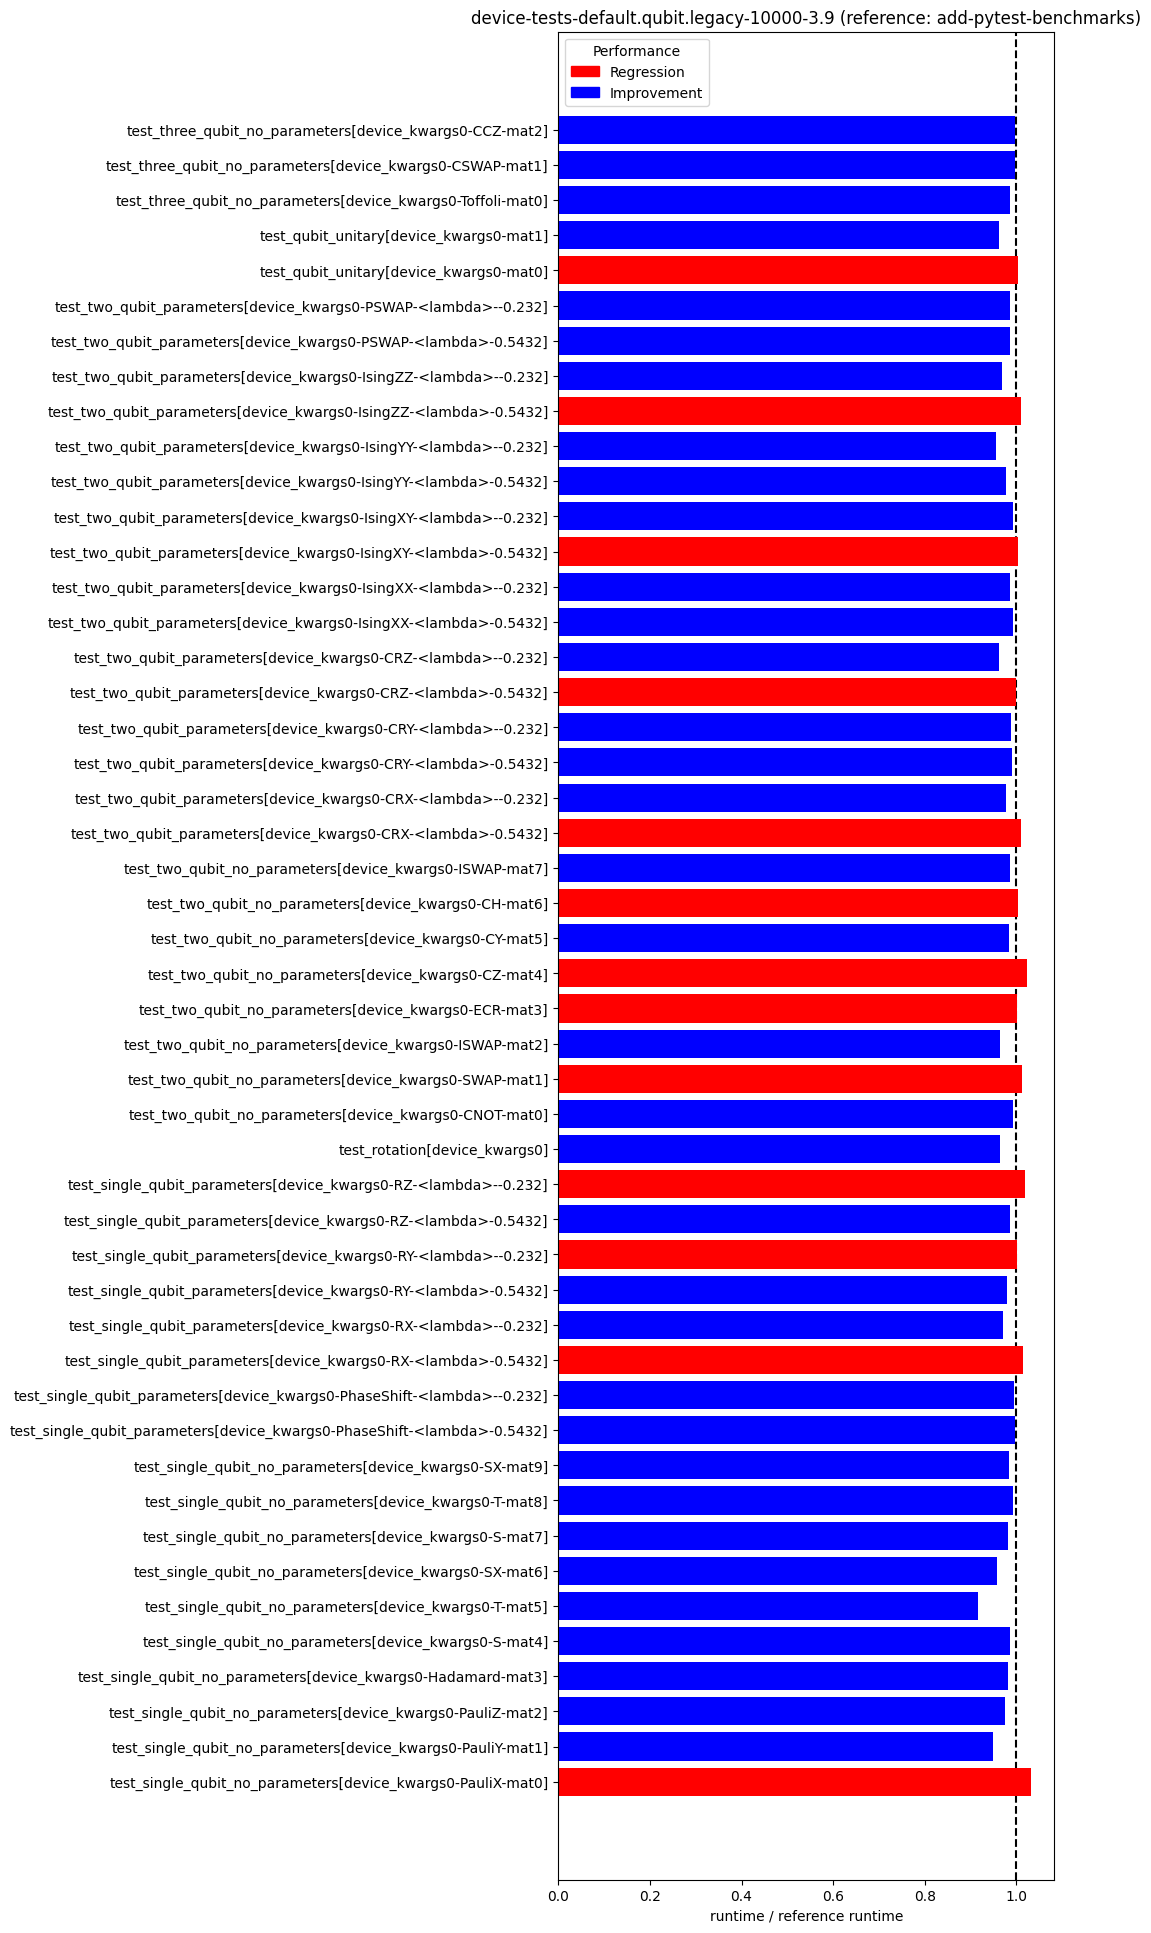 device-tests-default.qubit.legacy-10000-3.9 (reference: add-pytest-benchmarks)
Performance
Regression
Improvement
test_three_qubit_no_parameters[device_kwargs0-CCZ-mat2]
test_three_qubit_no_parameters[device_kwargs0-CSWAP-mat1]
test_three_qubit_no_parameters[device_kwargs0-Toffoli-mat0]
test_qubit_unitary[device_kwargs0-mat1]
test_qubit_unitary[device_kwargs0-mat0]
test_two_qubit_parameters[device_kwargs0-PSWAP-<lambda>--0.232]
test_two_qubit_parameters[device_kwargs0-PSWAP-<lambda>-0.5432]
test_two_qubit_parameters[device_kwargs0-IsingZZ-<lambda>--0.232]
test_two_qubit_parameters[device_kwargs0-IsingZZ-<lambda>-0.5432]
test_two_qubit_parameters[device_kwargs0-IsingYY-<lambda>--0.232]
test_two_qubit_parameters[device_kwargs0-IsingYY-<lambda>-0.5432]
test_two_qubit_parameters[device_kwargs0-IsingXY-<lambda>--0.232]
test_two_qubit_parameters[device_kwargs0-IsingXY-<lambda>-0.5432]
test_two_qubit_parameters[device_kwargs0-IsingXX-<lambda>--0.232]
test_two_qubit_parameters[device_kwargs0-IsingXX-<lambda>-0.5432]
test_two_qubit_parameters[device_kwargs0-CRZ-<lambda>--0.232]
test_two_qubit_parameters[device_kwargs0-CRZ-<lambda>-0.5432]
test_two_qubit_parameters[device_kwargs0-CRY-<lambda>--0.232]
test_two_qubit_parameters[device_kwargs0-CRY-<lambda>-0.5432]
test_two_qubit_parameters[device_kwargs0-CRX-<lambda>--0.232]
test_two_qubit_parameters[device_kwargs0-CRX-<lambda>-0.5432]
test_two_qubit_no_parameters[device_kwargs0-ISWAP-mat7]
test_two_qubit_no_parameters[device_kwargs0-CH-mat6]
test_two_qubit_no_parameters[device_kwargs0-CY-mat5]
test_two_qubit_no_parameters[device_kwargs0-CZ-mat4]
test_two_qubit_no_parameters[device_kwargs0-ECR-mat3]
test_two_qubit_no_parameters[device_kwargs0-ISWAP-mat2]
test_two_qubit_no_parameters[device_kwargs0-SWAP-mat1]
test_two_qubit_no_parameters[device_kwargs0-CNOT-mat0]
test_rotation[device_kwargs0]
test_single_qubit_parameters[device_kwargs0-RZ-<lambda>--0.232]
test_single_qubit_parameters[device_kwargs0-RZ-<lambda>-0.5432]
test_single_qubit_parameters[device_kwargs0-RY-<lambda>--0.232]
test_single_qubit_parameters[device_kwargs0-RY-<lambda>-0.5432]
test_single_qubit_parameters[device_kwargs0-RX-<lambda>--0.232]
test_single_qubit_parameters[device_kwargs0-RX-<lambda>-0.5432]
test_single_qubit_parameters[device_kwargs0-PhaseShift-<lambda>--0.232]
test_single_qubit_parameters[device_kwargs0-PhaseShift-<lambda>-0.5432]
test_single_qubit_no_parameters[device_kwargs0-SX-mat9]
test_single_qubit_no_parameters[device_kwargs0-T-mat8]
test_single_qubit_no_parameters[device_kwargs0-S-mat7]
test_single_qubit_no_parameters[device_kwargs0-SX-mat6]
test_single_qubit_no_parameters[device_kwargs0-T-mat5]
test_single_qubit_no_parameters[device_kwargs0-S-mat4]
test_single_qubit_no_parameters[device_kwargs0-Hadamard-mat3]
test_single_qubit_no_parameters[device_kwargs0-PauliZ-mat2]
test_single_qubit_no_parameters[device_kwargs0-PauliY-mat1]
test_single_qubit_no_parameters[device_kwargs0-PauliX-mat0]
0.0 0.2 0.4 0.6 0.8 1.0
runtime / reference runtime